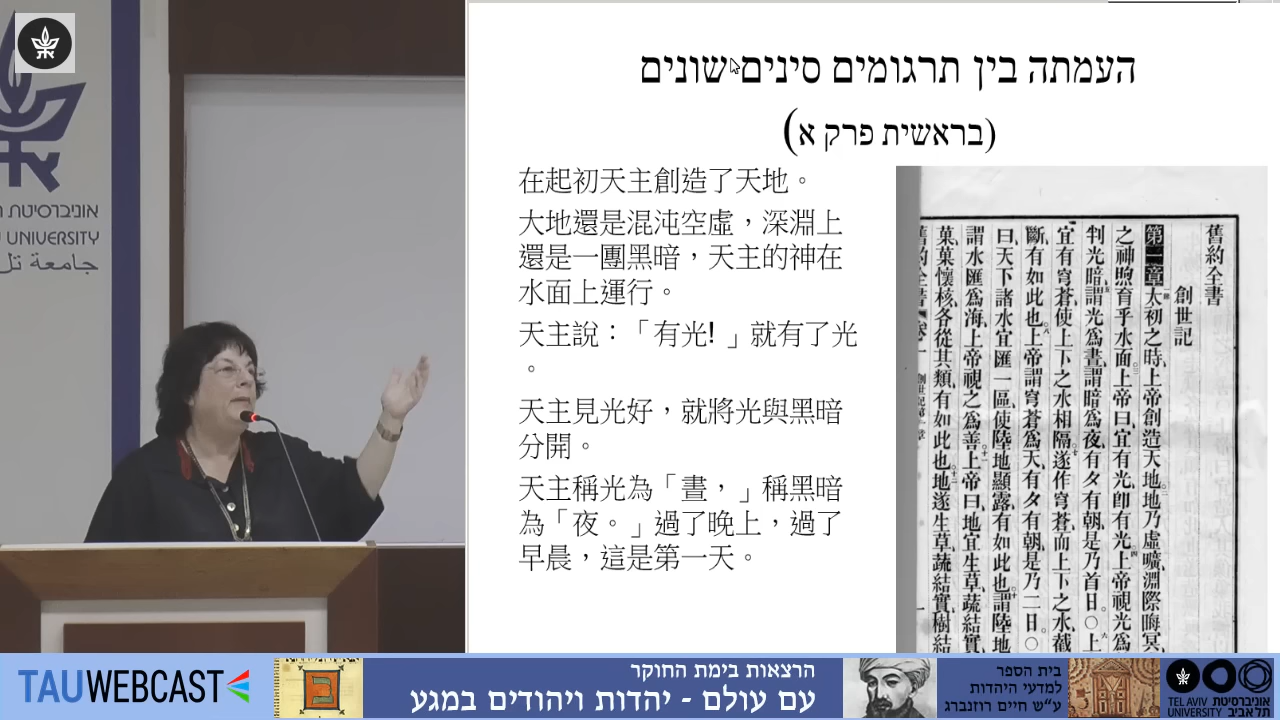 אוניברסיטת ת
UNIVERSITY
جامعة تل
העמתה בין תרגומים סינים שונים
(בראשית פרק א)
在起初天主創造了天地。
大地還是混沌空虛，深淵上
還是一團黑暗，天主的神在
水面上運行。
天主說：「有光!」就有了光
。
天主見光好，就將光與黑暗
分開。
天主稱光為「晝，」稱黑暗
為「夜。」過了晚上，過了
早晨，這是第一天。
舊約全書
創世記
第一章太初之時、上帝創造天地、地乃虛曠、淵際晦冥、
之神煦育乎水面、上帝曰、宜有光、卽有光、上帝視光爲
判光暗、謂光爲晝、謂暗爲夜、有夕有朝、是乃首日○上
宜有穹蒼、使上下之水相隔、遂作穹蒼、而上下之水截
斷、有如此也、上帝謂穹蒼爲天、有夕有朝、是乃二日○
曰、天下諸水宜匯一區、使陸地顯露、有如此也、謂陸地
謂水匯爲海、上帝視之爲善、上帝曰、地宜生草蔬、結實
菓、菓懷核、各從其類、有如此也、地遂生草蔬、結實、樹結
TAUWEBCAST
הרצאות בימת החוקר
עם עולם - יהדות ויהודים במגע
בית הספר
למדעי היהדות
ע״ש חיים רוזנברג
TEL AVIV UNIVERSITY
אוניברסיטת תל אביב